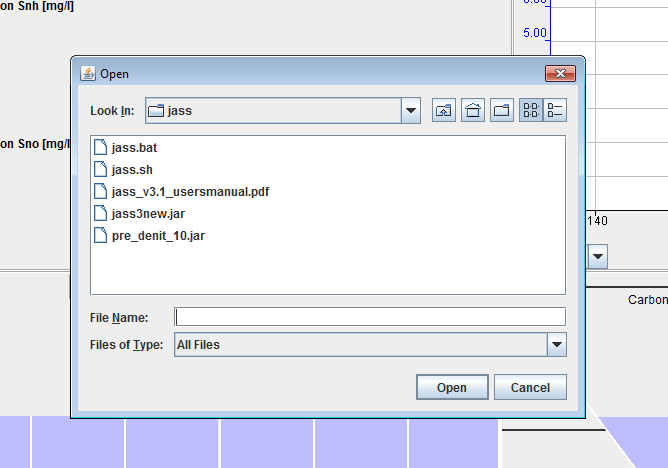 on Snh [mg/l]
5.00
Open
Look In: jass
jass.bat
jass.sh
on Sno [mg/l
jass_v3.1_usersmanual.pdf
jass3new.jar
140
pre_denit_10.jar
Carbon
File Name:
Files of Type: All Files
Open Cancel